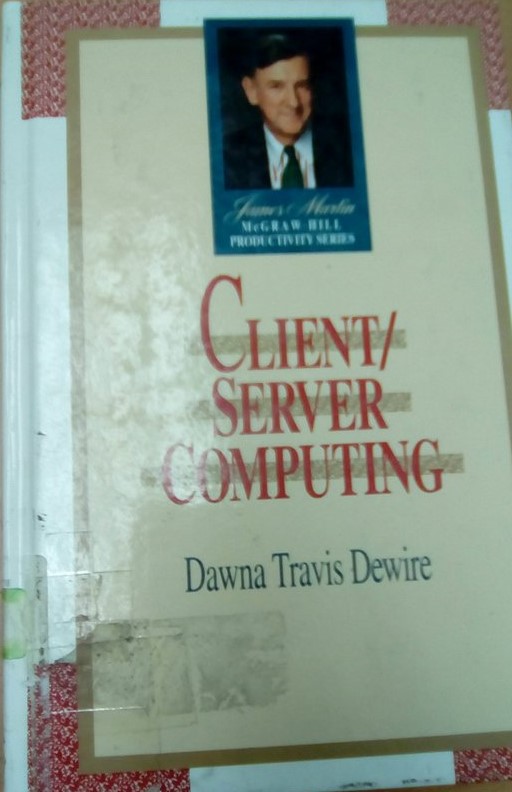 James Martin
McGRAW HILL
PRODUCTIVITY SERIES
CLIENT/
SERVER
COMPUTING
Dawna Travis Dewire